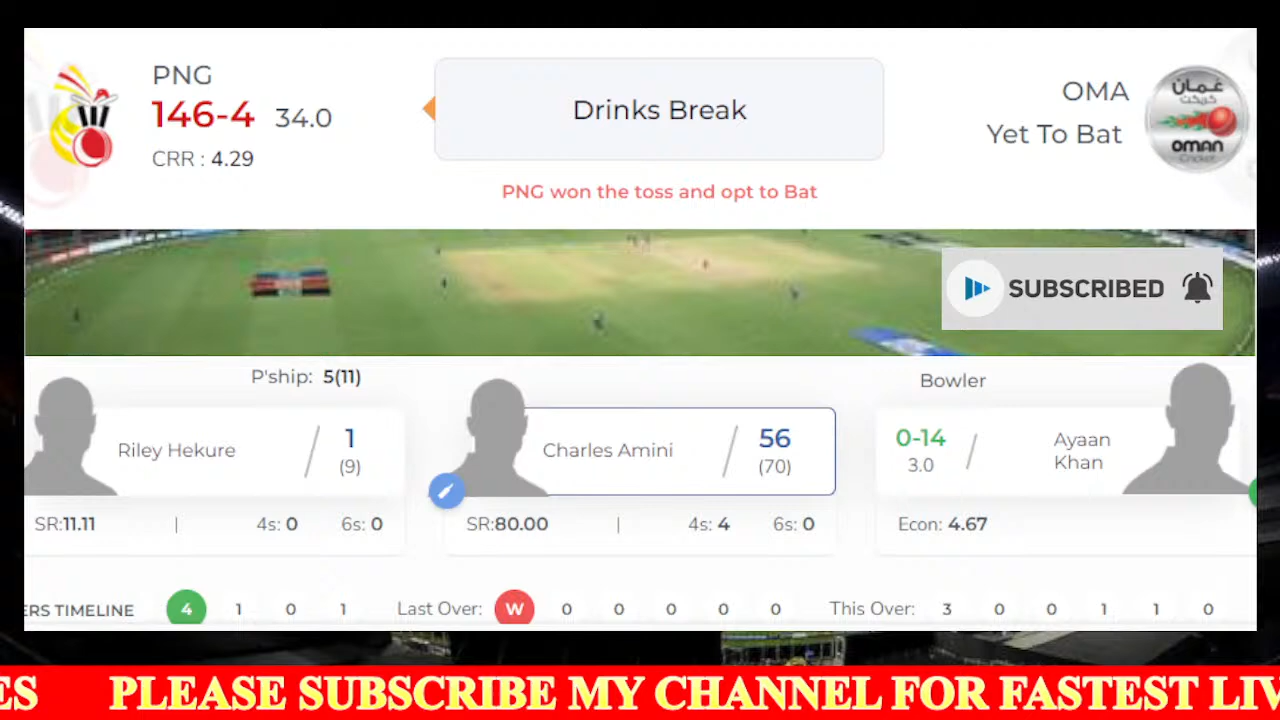 PNG
146-4 34.0
CRR : 4.29
Drinks Break
PNG won the toss and opt to Bat
OMA
Yet To Bat
عُمان
كريكت
OMAN
Cricket
SUBSCRIBED
P'ship: 5(11)
Riley Hekure / 1
(9)
SR:11.11 | 4s: 0 6s: 0
Charles Amini / 56
(70)
SR:80.00 | 4s: 4 6s: 0
Bowler
0-14 / Ayaan
3.0 Khan
Econ: 4.67
ERS TIMELINE 4 1 0 1 Last Over: W 0 0 0 0 0 This Over: 3 0 0 1 1 0
ES PLEASE SUBSCRIBE MY CHANNEL FOR FASTEST LIV